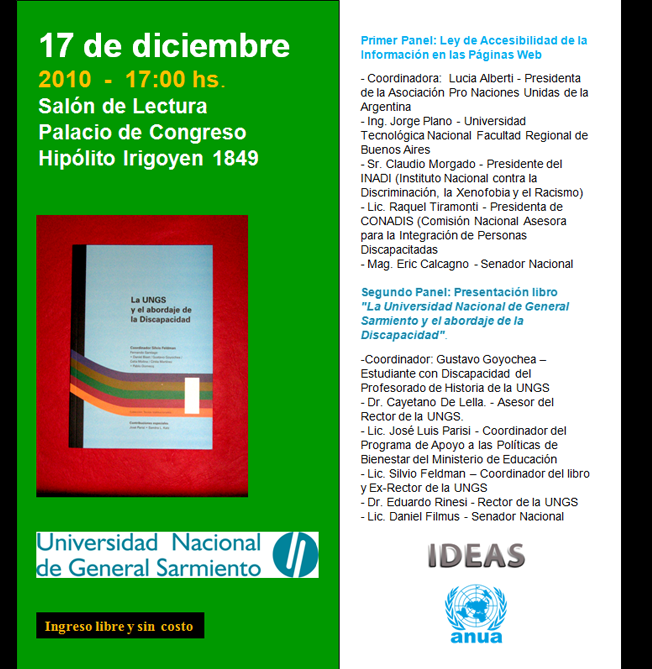 17 de diciembre
2010 - 17:00 hs.
Salón de Lectura
Palacio de Congreso
Hipólito Irigoyen 1849
La UNGS
y el abordaje de
la Discapacidad
Coordinador Silvio Feldman
Universidad Nacional
de General Sarmiento
Ingreso libre y sin costo
Primer Panel: Ley de Accesibilidad de la
Información en las Páginas Web
- Coordinadora: Lucia Alberti - Presidenta
de la Asociación Pro Naciones Unidas de la
Argentina
- Ing. Jorge Plano - Universidad
Tecnológica Nacional Facultad Regional de
Buenos Aires
- Sr. Claudio Morgado - Presidente del
INADI (Instituto Nacional contra la
Discriminación, la Xenofobia y el Racismo)
- Lic. Raquel Tiramonti - Presidenta de
CONADIS (Comisión Nacional Asesora
para la Integración de Personas
Discapacitadas
- Mag. Eric Calcagno - Senador Nacional
Segundo Panel: Presentación libro
"La Universidad Nacional de General
Sarmiento y el abordaje de la
Discapacidad".
-Coordinador: Gustavo Goyochea –
Estudiante con Discapacidad del
Profesorado de Historia de la UNGS
- Dr. Cayetano De Lella. - Asesor del
Rector de la UNGS.
- Lic. José Luis Parisi - Coordinador del
Programa de Apoyo a las Políticas de
Bienestar del Ministerio de Educación
- Lic. Silvio Feldman – Coordinador del libro
y Ex-Rector de la UNGS
- Dr. Eduardo Rinesi - Rector de la UNGS
- Lic. Daniel Filmus - Senador Nacional
IDEAS
anua